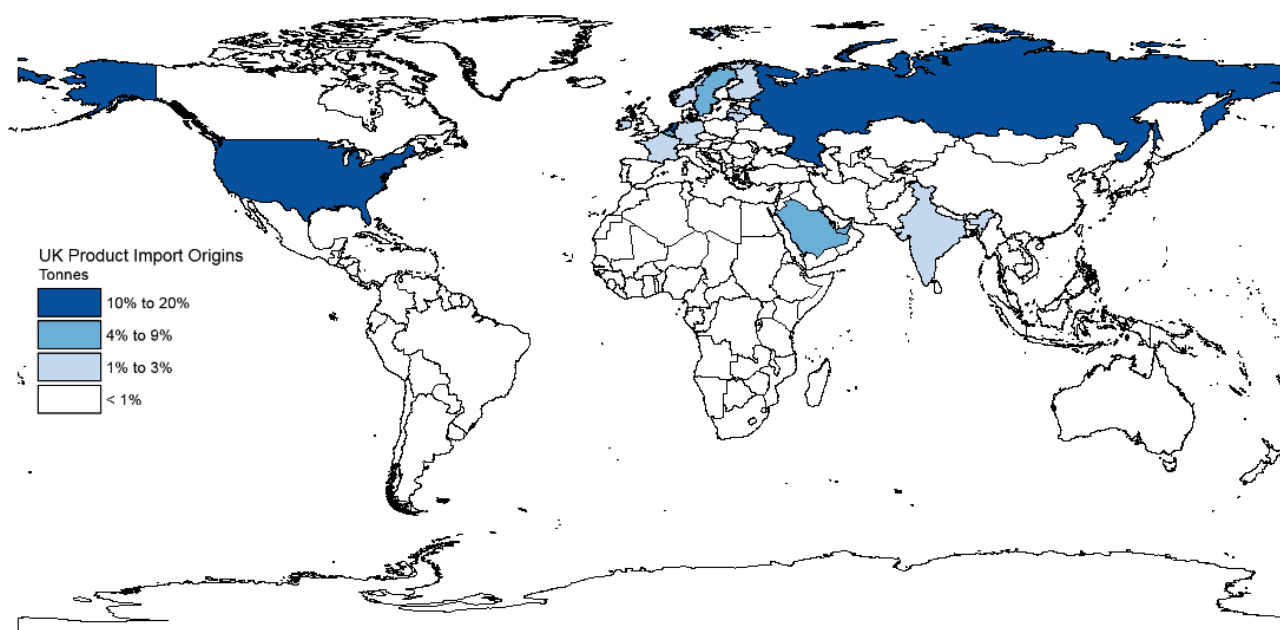 UK Product Import Origins
Tonnes
10% to 20%
4% to 9%
1% to 3%
< 1%